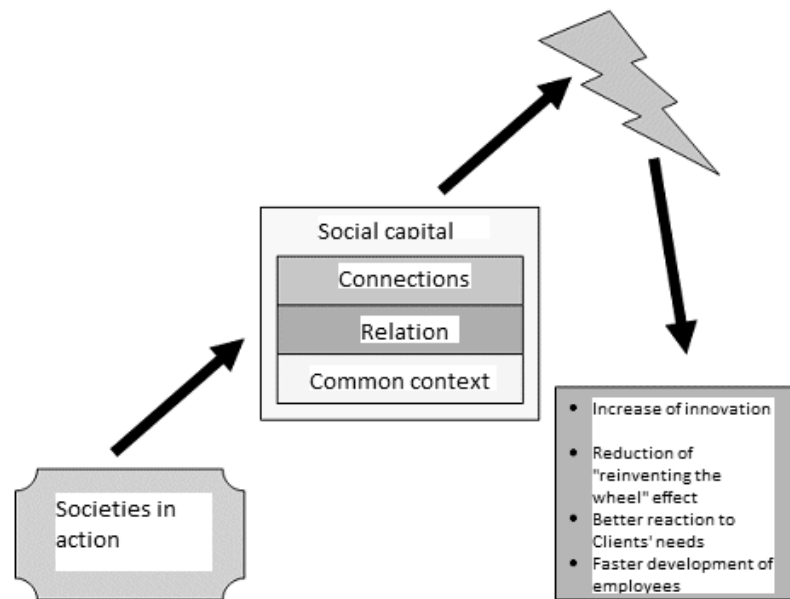 Social capital
Connections
Relation
Common context
Societies in
action
• Increase of innovation
• Reduction of
"reinventing the
wheel" effect
• Better reaction to
Clients' needs
• Faster development of
employees